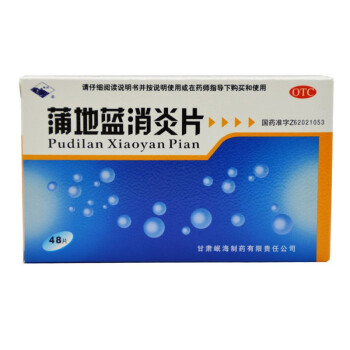 请仔细阅读说明书并按说明使用或在药师指导下购买和使用
OTC
蒲地蓝消炎片
国药准字Z62021053
Pudilan Xiaoyan Pian
48片
甘肃岷海制药有限责任公司